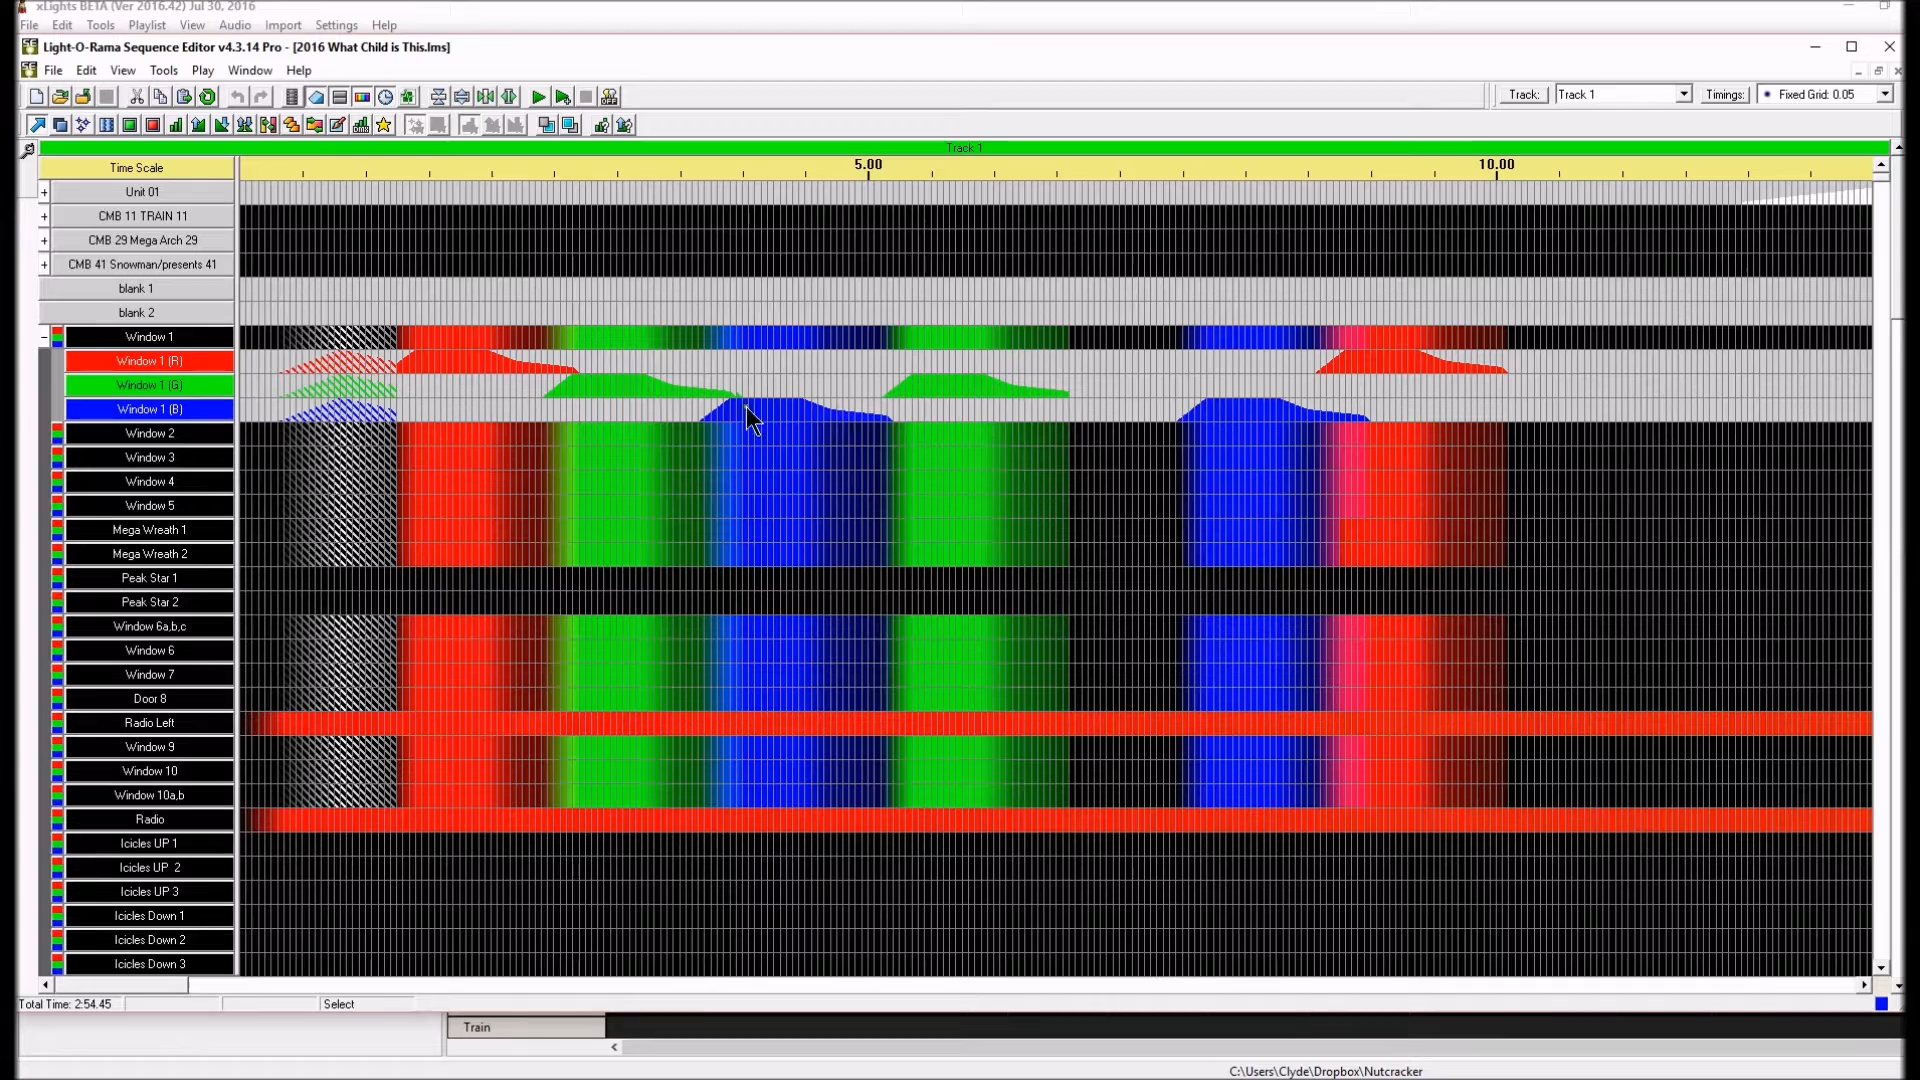 xLights BETA (Ver 2016.42) Jul 30, 2016
File Edit Tools Playlist View Audio Import Settings Help
Light-O-Rama Sequence Editor v4.3.14 Pro - [2016 What Child is This.lms]
File Edit View Tools Play Window Help
Track: Track 1 Timings: Fixed Grid: 0.05
Track 1
Time Scale 5.00 10.00
Unit 01
CMB 11 TRAIN 11
CMB 29 Mega Arch 29
CMB 41 Snowman/presents 41
blank 1
blank 2
Window 1
Window 1 (R)
Window 1 (G)
Window 1 (B)
Window 2
Window 3
Window 4
Window 5
Mega Wreath 1
Mega Wreath 2
Peak Star 1
Peak Star 2
Window 6a,b,c
Window 6
Window 7
Door 8
Radio Left
Window 9
Window 10
Window 10a,b
Radio
Icicles UP 1
Icicles UP 2
Icicles UP 3
Icicles Down 1
Icicles Down 2
Icicles Down 3
Total Time: 2:54.45 Select
Train
C:\Users\Clyde\Dropbox\Nutcracker